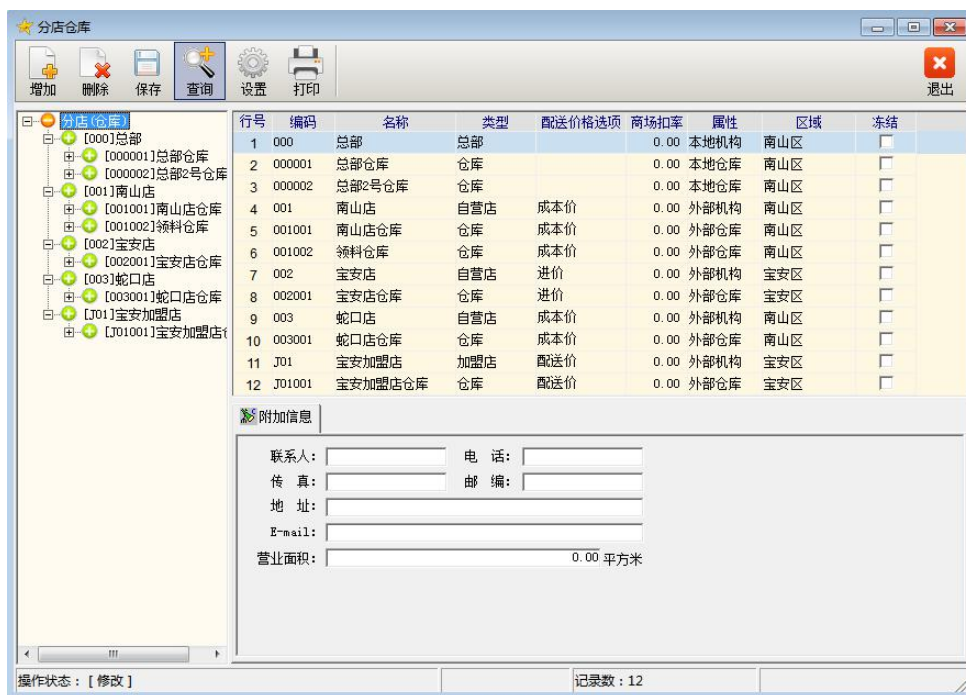 分店仓库
增加 删除 保存 查询 设置 打印 退出
分店(仓库)
[000]总部
[000001]总部仓库
[000002]总部2号仓库
[001]南山店
[001001]南山店仓库
[001002]领料仓库
[002]宝安店
[002001]宝安店仓库
[003]蛇口店
[003001]蛇口店仓库
[J01]宝安加盟店
[J01001]宝安加盟店
行号 编码 名称 类型 配送价格选项 商场扣率 属性 区域 冻结
1 000 总部 总部 0.00 本地机构 南山区
2 000001 总部仓库 仓库 0.00 本地仓库 南山区
3 000002 总部2号仓库 仓库 0.00 本地仓库 南山区
4 001 南山店 自营店 成本价 0.00 外部机构 南山区
5 001001 南山店仓库 仓库 成本价 0.00 外部仓库 南山区
6 001002 领料仓库 仓库 成本价 0.00 外部仓库 南山区
7 002 宝安店 自营店 进价 0.00 外部机构 宝安区
8 002001 宝安店仓库 仓库 进价 0.00 外部仓库 宝安区
9 003 蛇口店 自营店 成本价 0.00 外部机构 南山区
10 003001 蛇口店仓库 仓库 成本价 0.00 外部仓库 南山区
11 J01 宝安加盟店 加盟店 配送价 0.00 外部机构 宝安区
12 J01001 宝安加盟店仓库 仓库 配送价 0.00 外部仓库 宝安区
附加信息
联系人: 电 话:
传 真: 邮 编:
地 址:
E-mail:
营业面积: 0.00 平方米
操作状态: [修改] 记录数:12